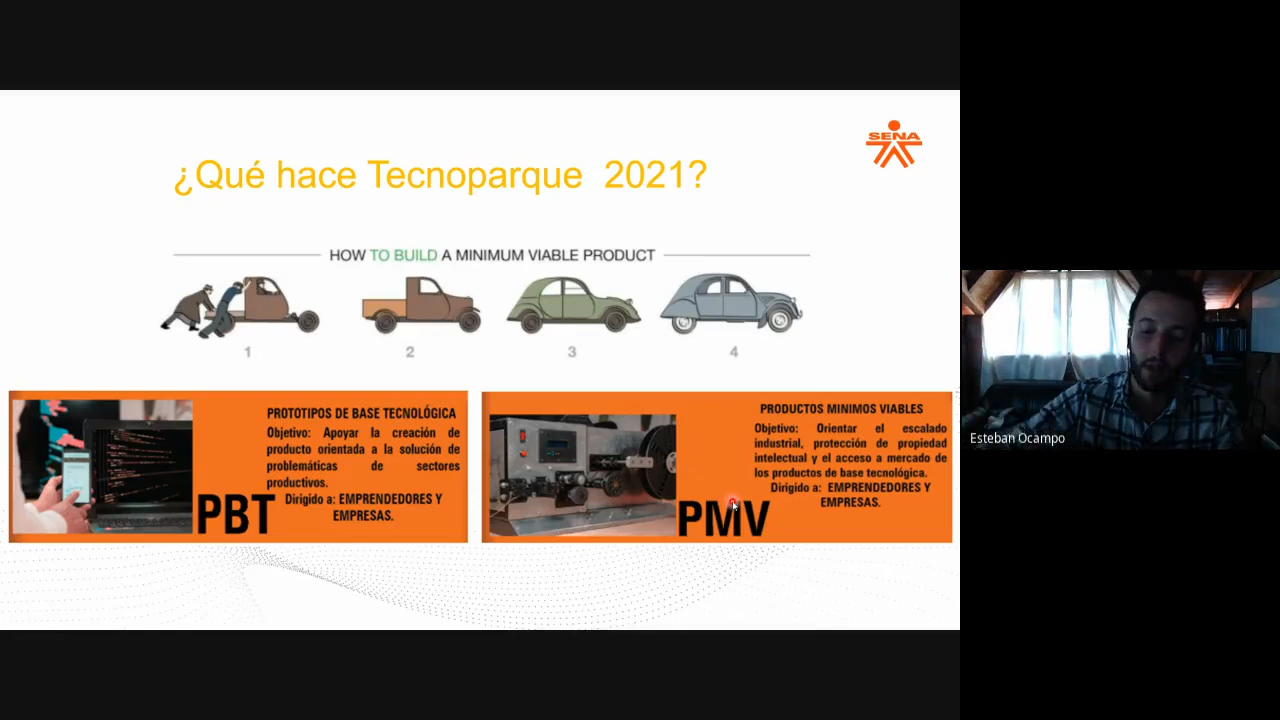 SENA
¿Qué hace Tecnoparque 2021?
HOW TO BUILD A MINIMUM VIABLE PRODUCT
1
2
3
4
PROTOTIPOS DE BASE TECNOLÓGICA
Objetivo: Apoyar la creación de
producto orientada a la solución de
problemáticas de sectores
productivos.
Dirigido a: EMPRENDEDORES Y
EMPRESAS.
PBT
PRODUCTOS MINIMOS VIABLES
Objetivo: Orientar el escalado
industrial, protección de propiedad
intelectual y el acceso a mercado de
los productos de base tecnológica.
Dirigido a: EMPRENDEDORES Y
EMPRESAS.
PMV
Esteban Ocampo